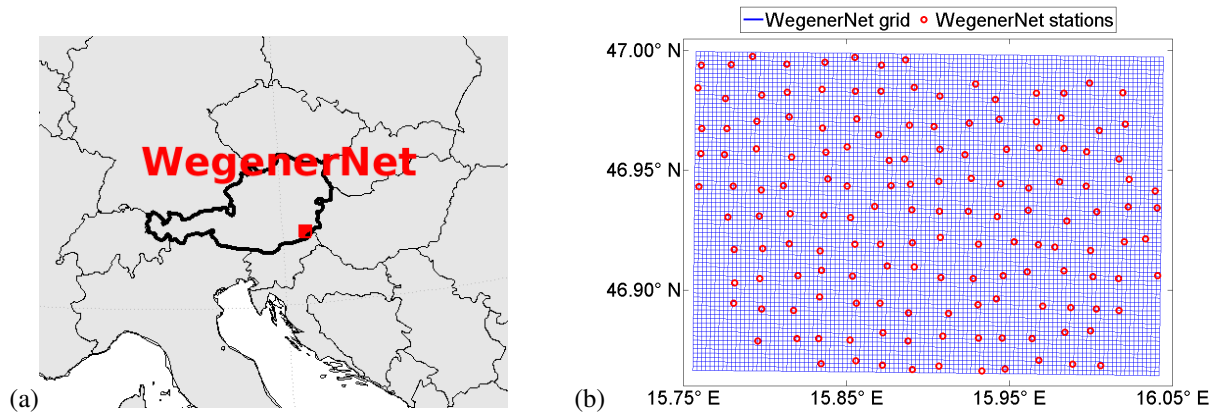 WegenerNet
(a)
WegenerNet grid WegenerNet stations
47.00° N
46.95° N
46.90° N
15.75° E 15.85° E 15.95° E 16.05° E
(b)